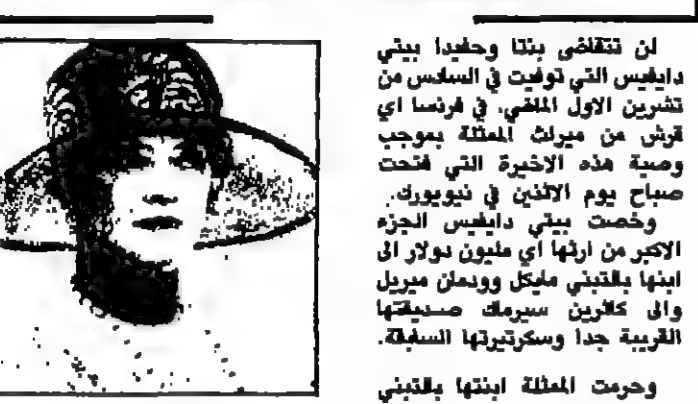 لن تتقاضى بنتا وحفيدا بيتي
دايفيس التي توفيت في السادس من
تشرين الاول الماضي، في فرنسا اي
قرش من ميراث الممثلة بموجب
وصية هذه الاخيرة التي فتحت
صباح يوم الاثنين في نيويورك.
وخصت بيتي دايفيس الجزء
الاكبر من ارثها اي مليون دولار الى
ابنها بالتبني مايكل وودمان ميريل
والى كاثرين سيرماك صديقتها
القريبة جدا وسكرتيرتها السابقة.
وحرمت الممثلة ابنتها بالتبني